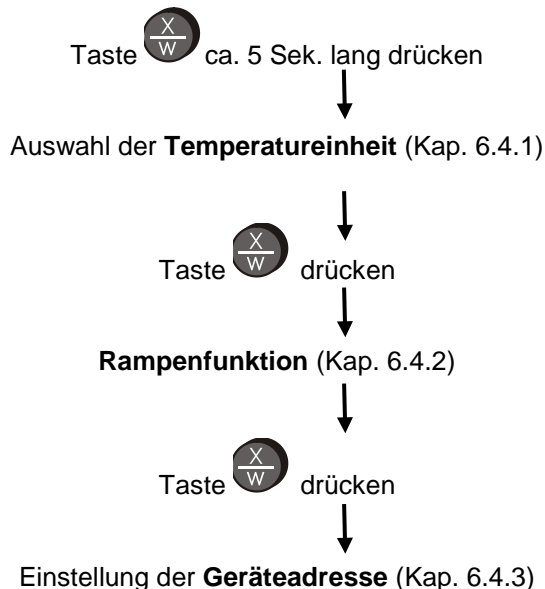 Taste X/W ca. 5 Sek. lang drücken
Auswahl der Temperatureinheit (Kap. 6.4.1)
Taste X/W drücken
Rampenfunktion (Kap. 6.4.2)
Taste X/W drücken
Einstellung der Geräteadresse (Kap. 6.4.3)